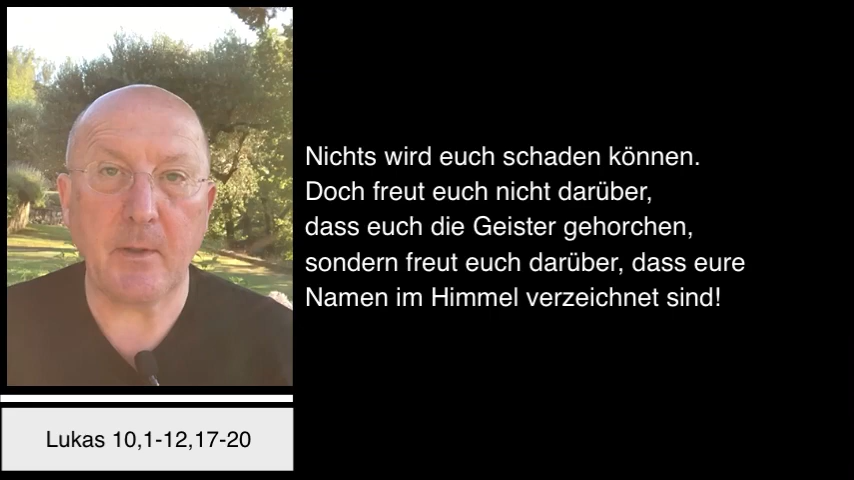 Nichts wird euch schaden können.
Doch freut euch nicht darüber,
dass euch die Geister gehorchen,
sondern freut euch darüber, dass eure
Namen im Himmel verzeichnet sind!
Lukas 10,1-12,17-20